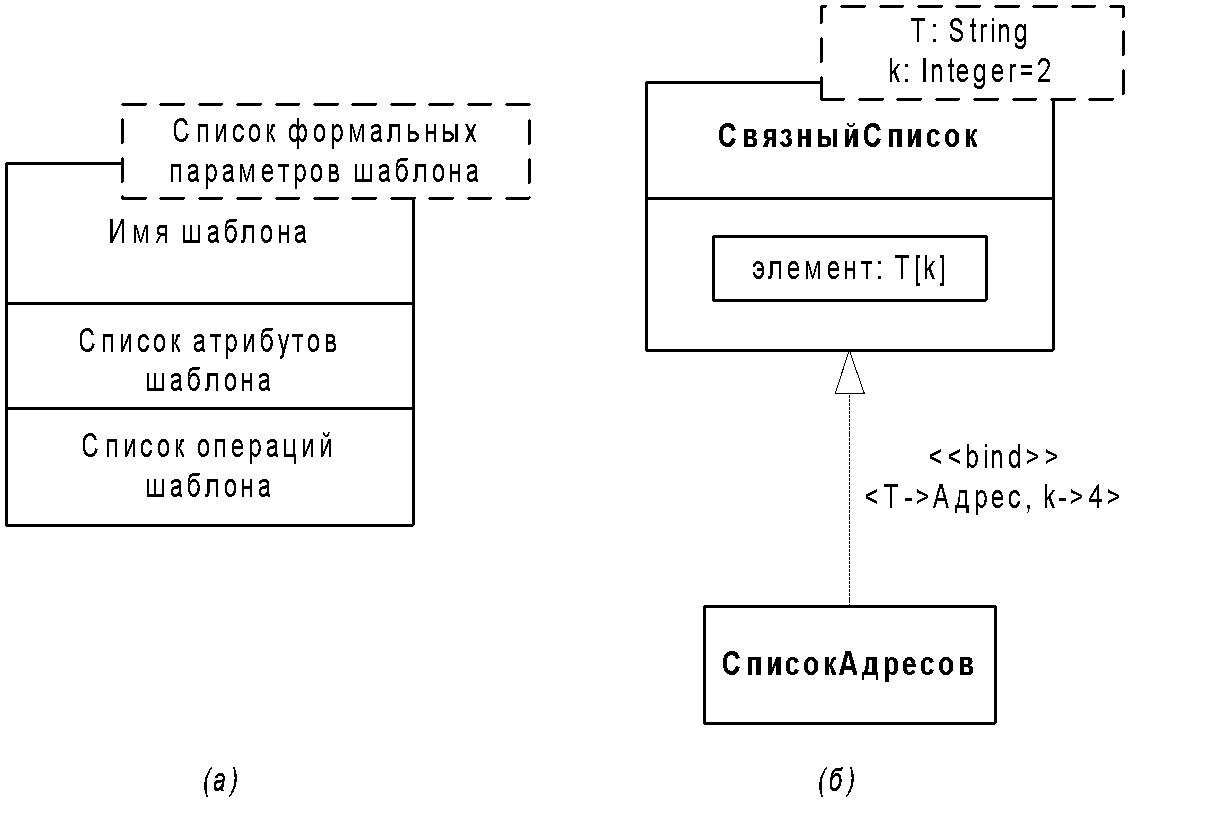 Список формальных
параметров шаблона
Имя шаблона
Список атрибутов
шаблона
Список операций
шаблона
(а)
T: String
k: Integer=2
СвязныйСписок
элемент: T[k]
<<bind>>
<T->Адрес, k->4>
СписокАдресов
(б)